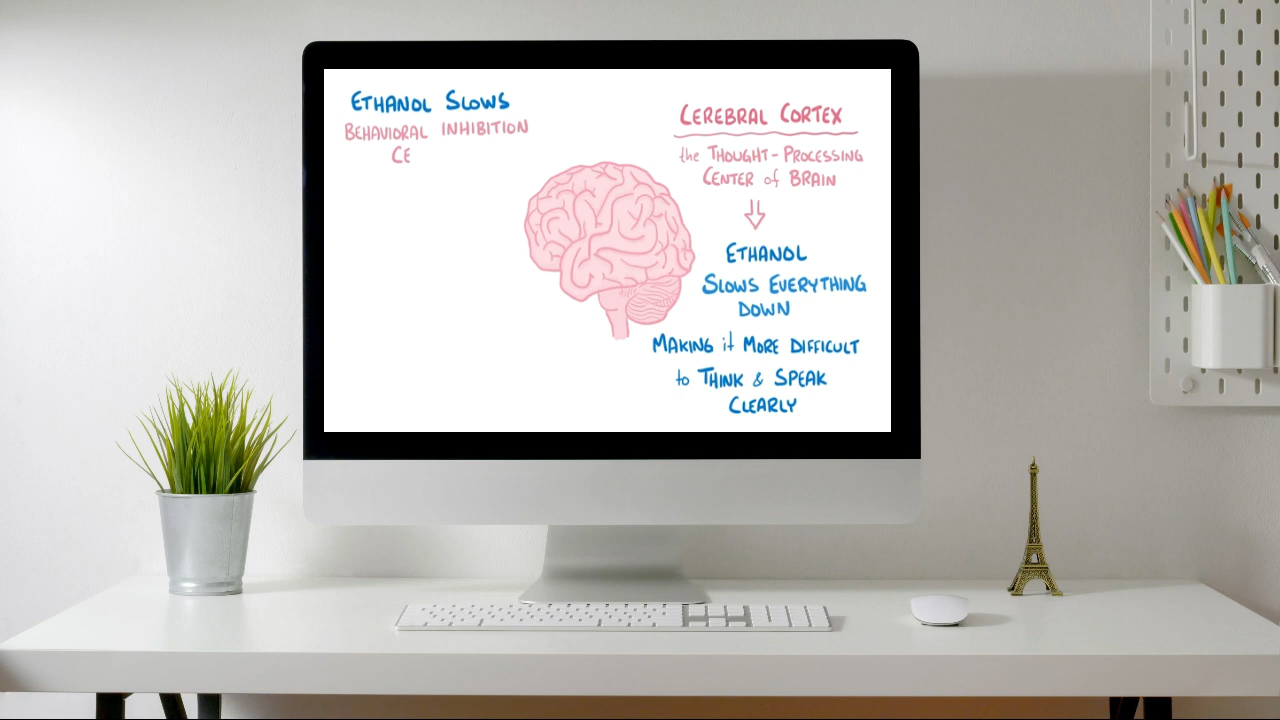 ETHANOL SLOWS
BEHAVIORAL INHIBITION
CE
CEREBRAL CORTEX
the THOUGHT-PROCESSING
CENTER of BRAIN
ETHANOL
SLOWS EVERYTHING
DOWN
MAKING it MORE DIFFICULT
to THINK & SPEAK
CLEARLY